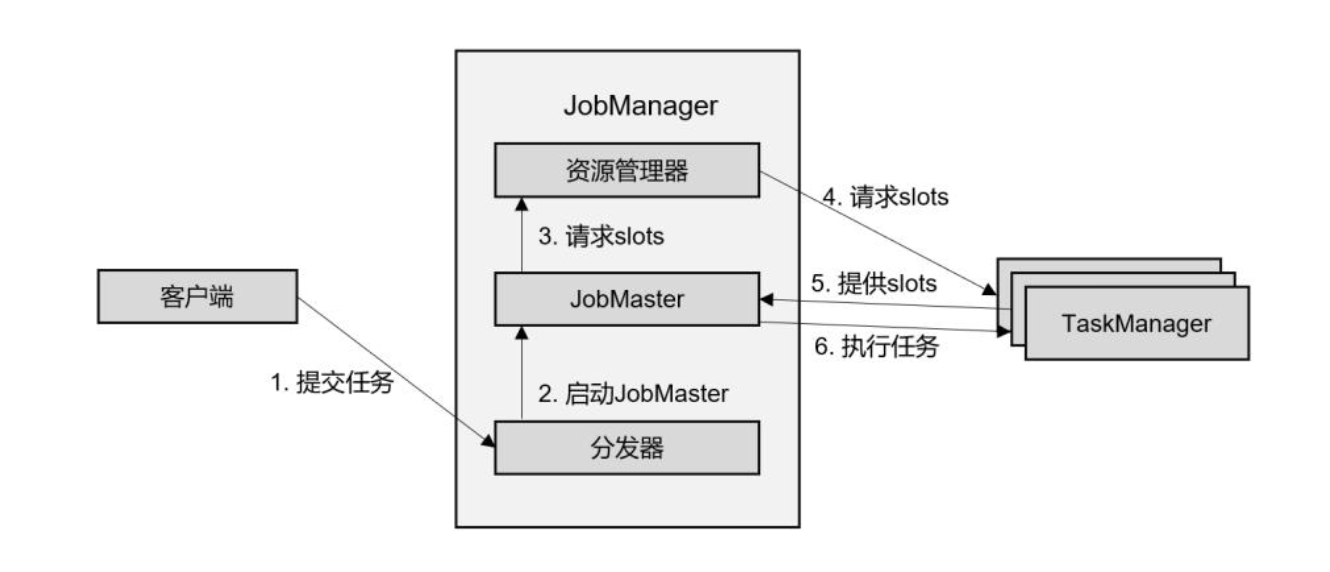 JobManager
资源管理器
4. 请求slots
3. 请求slots
客户端
JobMaster
5. 提供slots
TaskManager
6. 执行任务
1. 提交任务
2. 启动JobMaster
分发器